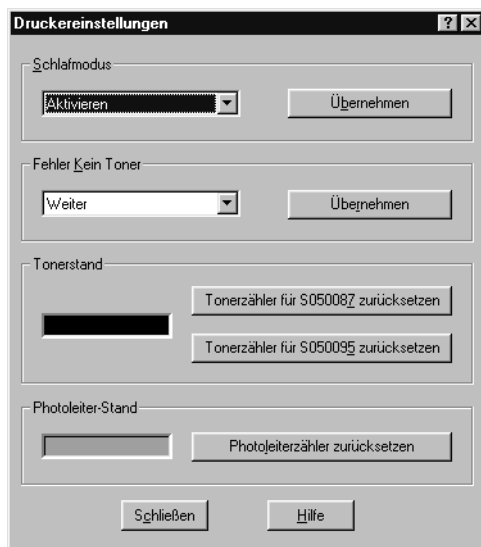 Druckereinstellungen
Schlafmodus
Aktivieren
Übernehmen
Fehler Kein Toner
Weiter
Übernehmen
Tonerstand
Tonerzähler für S050087 zurücksetzen
Tonerzähler für S050095 zurücksetzen
Photoleiter-Stand
Photoleiterzähler zurücksetzen
Schließen
Hilfe